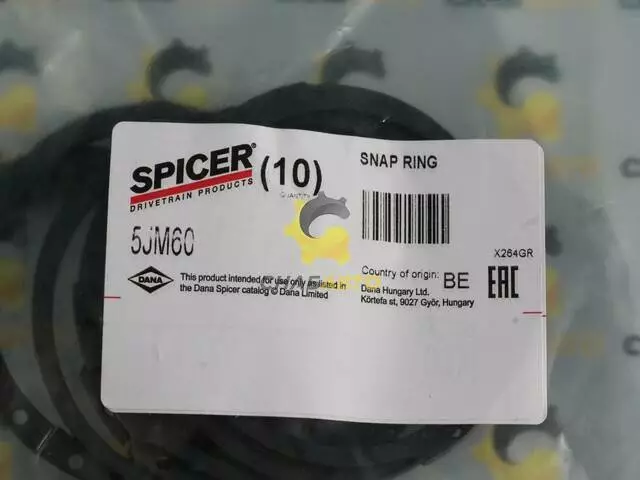 SPICER®
DRIVETRAIN PRODUCTS
(10)
QUANTITY
SNAP RING
5JM60
X264GR
DANA
This product intended for use only as listed in
the Dana Spicer catalog © Dana Limited
Country of origin: BE
Dana Hungary Ltd.
Körtefa st, 9027 Győr, Hungary
EAC